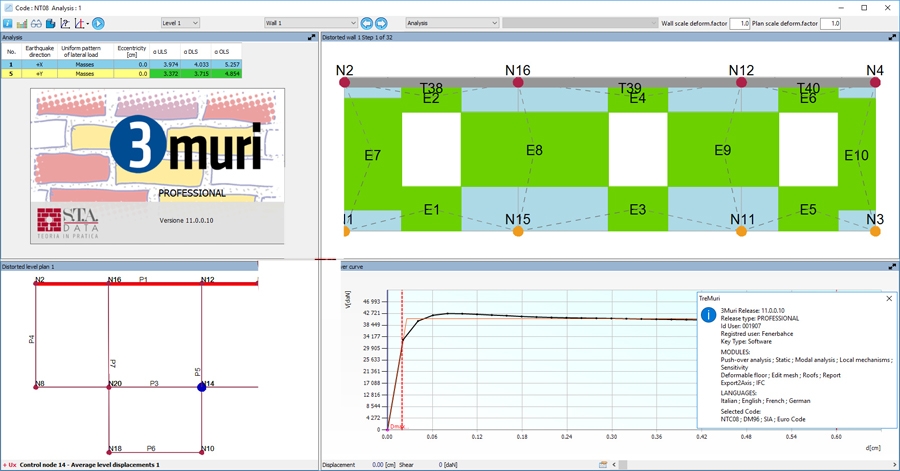 Code : NT08 Analysis : 1
Level 1
Wall 1
Analysis
Wall scale deform.factor 1.0 Plan scale deform.factor 1.0
Analysis
No. Earthquake direction Uniform pattern of lateral load Eccentricity [cm] α ULS α DLS α OLS
1 +X Masses 0.0 3.974 4.033 5.257
5 +Y Masses 0.0 3.372 3.715 4.854
3muri
PROFESSIONAL
Versione 11.0.0.10
S.T.A. DATA
TEORIA IN PRATICA
Distorted wall 1 Step 1 of 32
N2 N16 N12 N4
T38 T39 T40
E2 E4 E6
E7 E8 E9 E10
E1 E3 E5
N1 N15 N11 N3
Distorted level plan 1
N2 N16 P1 N12
P4 P7 P5
N8 N20 P3 N14
N18 P6 N10
+ Ux Control node 14 - Average level displacements 1
over curve
V[daN]
46 993
42 721
38 449
34 177
29 905
25 633
21 361
17 088
12 816
8 544
4 272
0
0.00 0.06 0.12 0.18 0.24 0.30 0.36 0.42 0.48 0.54 0.60
d[cm]
Displacement 0.00 [cm] Shear 0 [daN]
TreMuri
3Muri Release: 11.0.0.10
Release type: PROFESSIONAL
Id User: 001907
Registred user: Fenerbahce
Key Type: Software
MODULES:
Push-over analysis ; Static ; Modal analysis ; Local mechanisms ;
Sensitivity
Deformable floor ; Edit mesh ; Roofs ; Report
Export2Axis ; IFC
LANGUAGES:
Italian ; English ; French ; German
Selected Code:
NTC08 ; DM96 ; SIA ; Euro Code